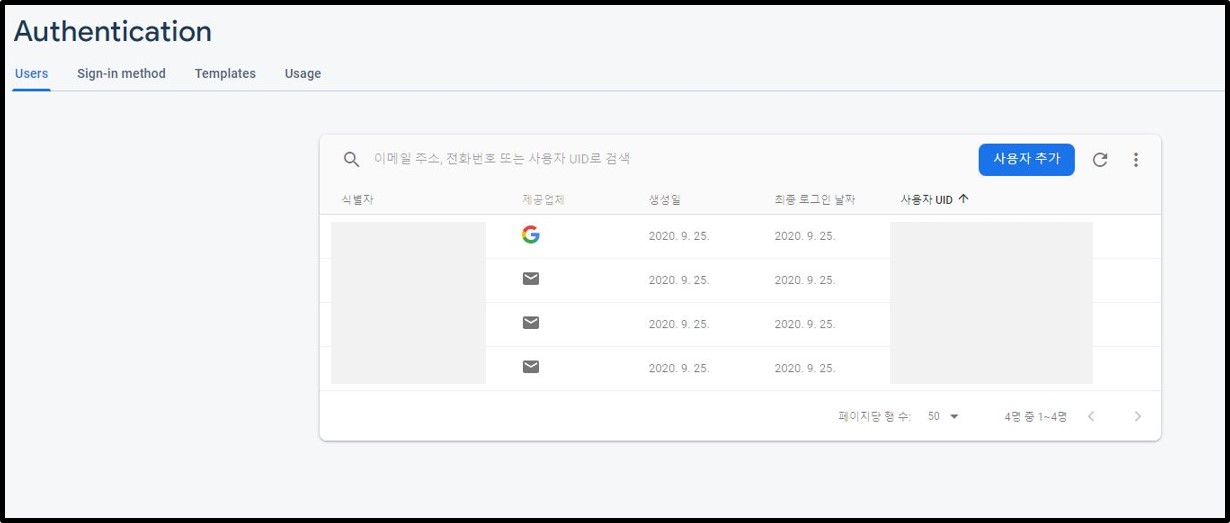 Authentication
Users Sign-in method Templates Usage
이메일 주소, 전화번호 또는 사용자 UID로 검색 사용자 추가
식별자 제공업체 생성일 최종 로그인 날짜 사용자 UID
2020. 9. 25. 2020. 9. 25.
2020. 9. 25. 2020. 9. 25.
2020. 9. 25. 2020. 9. 25.
2020. 9. 25. 2020. 9. 25.
페이지당 행 수: 50 4명 중 1~4명